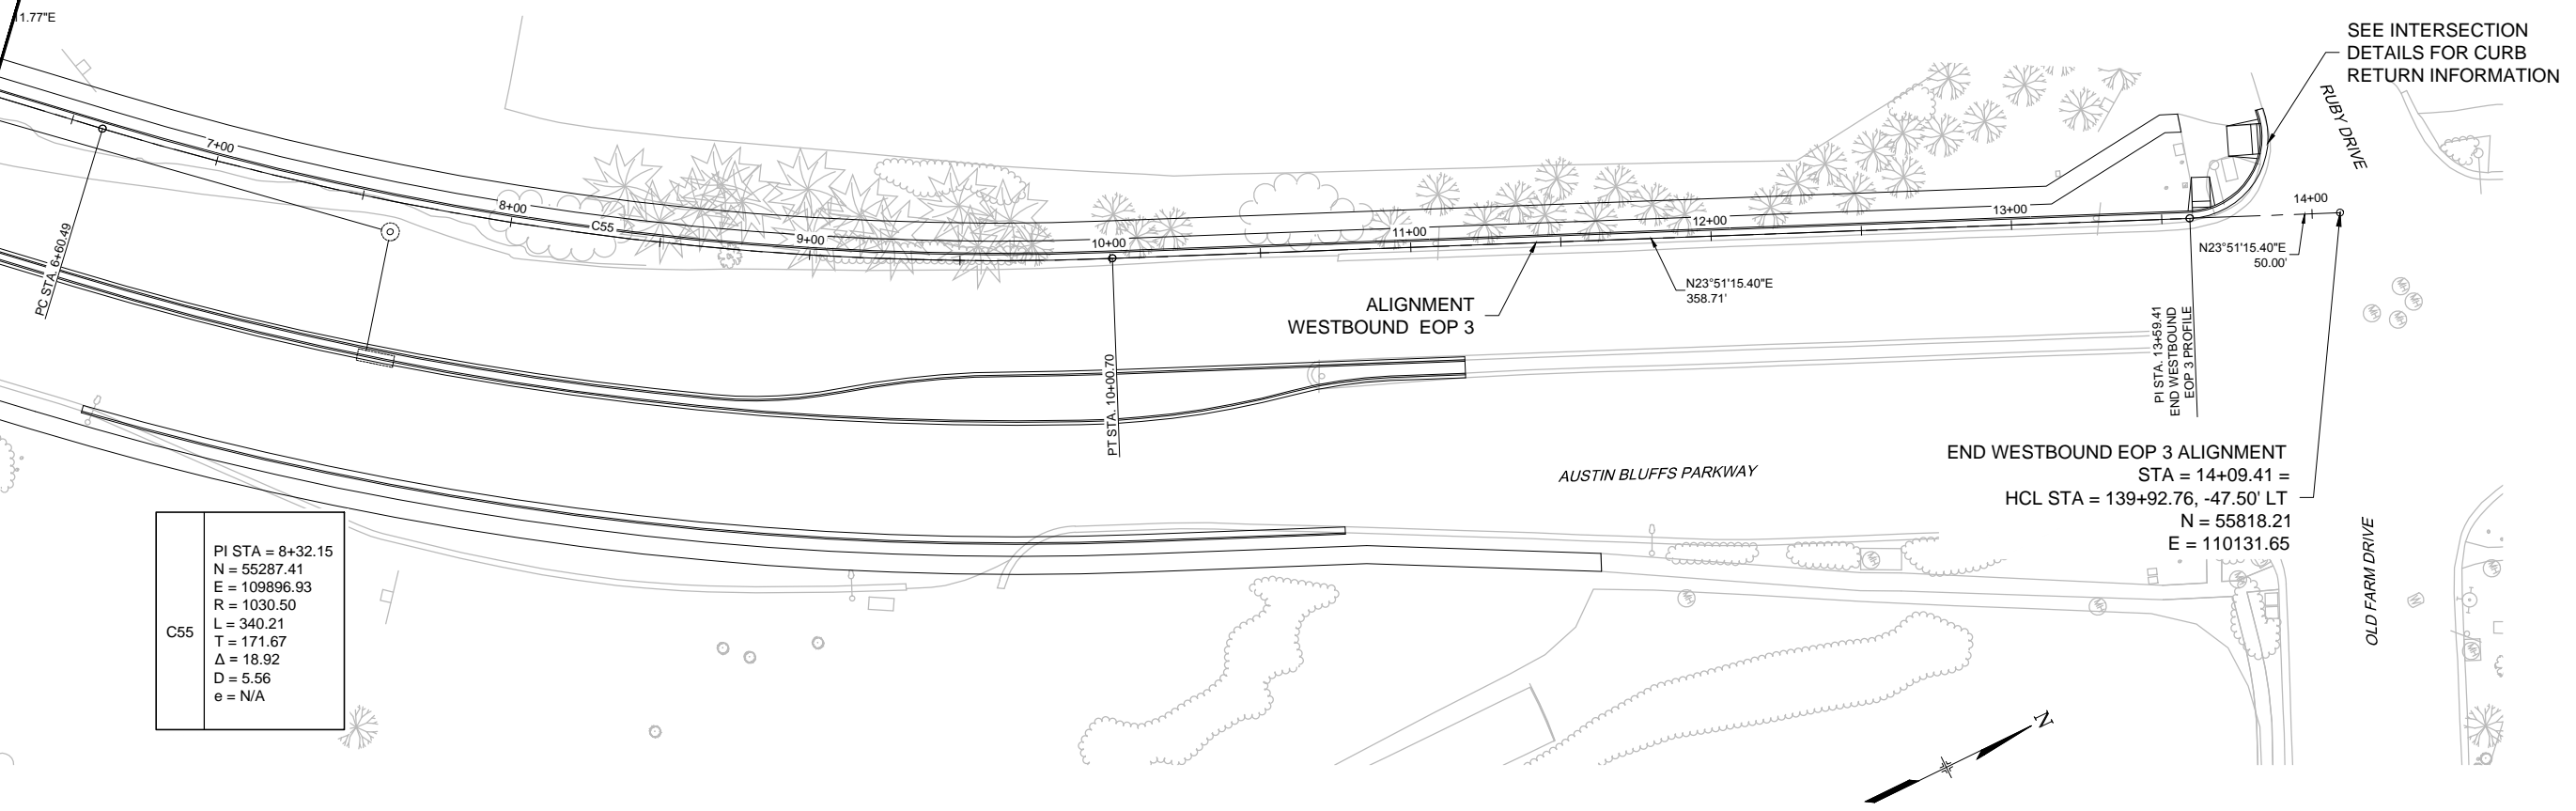 1.77"E
SEE INTERSECTION
DETAILS FOR CURB
RETURN INFORMATION
RUBY DRIVE
7+00
8+00
C55
9+00
10+00
11+00
12+00
13+00
14+00
N23°51'15.40"E
50.00'
N23°51'15.40"E
358.71'
ALIGNMENT
WESTBOUND EOP 3
PC STA. 6+60.49
PT STA. 10+00.70
PI STA. 13+59.41
END WESTBOUND
EOP 3 PROFILE
END WESTBOUND EOP 3 ALIGNMENT
STA = 14+09.41 =
HCL STA = 139+92.76, -47.50' LT
N = 55818.21
E = 110131.65
AUSTIN BLUFFS PARKWAY
OLD FARM DRIVE
C55
PI STA = 8+32.15
N = 55287.41
E = 109896.93
R = 1030.50
L = 340.21
T = 171.67
Δ = 18.92
D = 5.56
e = N/A
N